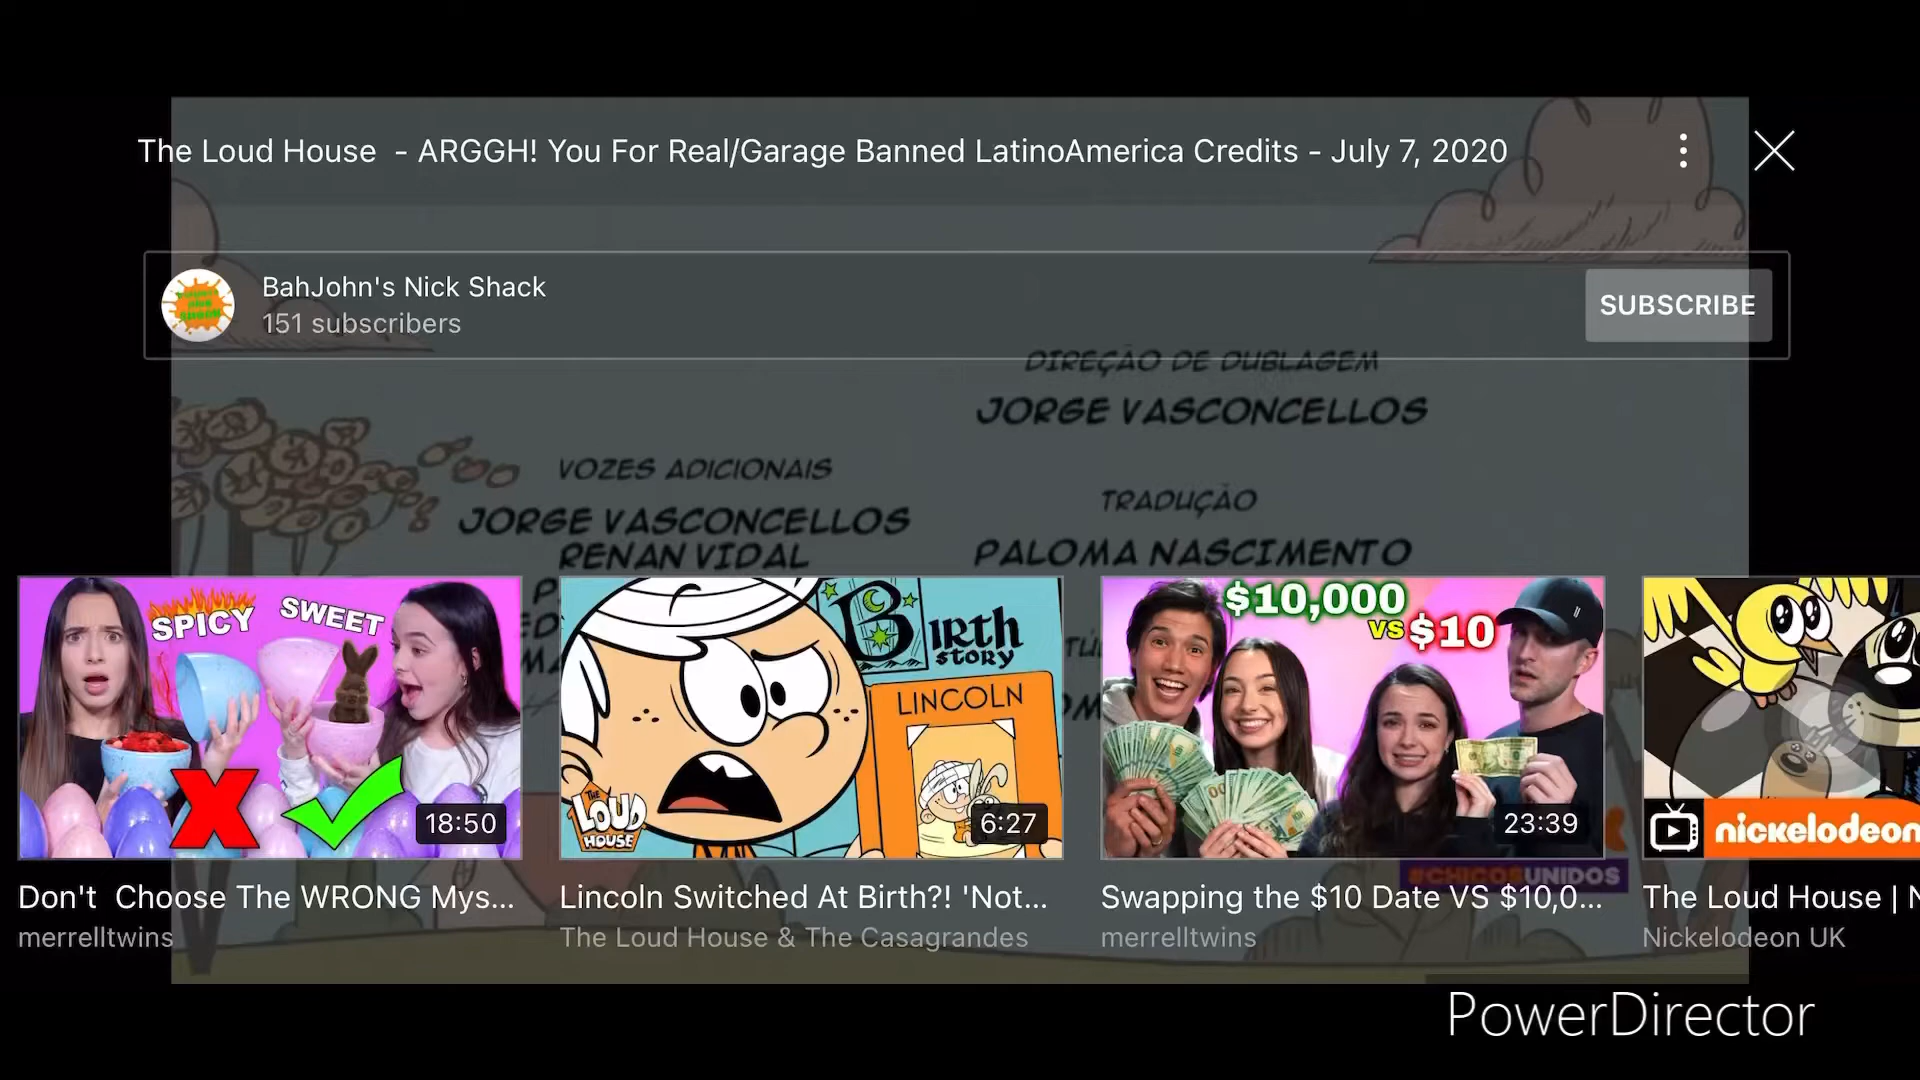 The Loud House - ARGGH! You For Real/Garage Banned LatinoAmerica Credits - July 7, 2020
BahJohn's Nick Shack
151 subscribers
SUBSCRIBE
DIREÇÃO DE DUBLAGEM
JORGE VASCONCELLOS
VOZES ADICIONAIS
JORGE VASCONCELLOS
RENAN VIDAL
TRADUÇÃO
PALOMA NASCIMENTO
SPICY
SWEET
18:50
BIRTH
STORY
LINCOLN
THE
LOUD
HOUSE
6:27
$10,000
VS $10
23:39
nickelodeon
#CHICOSUNIDOS
Don't Choose The WRONG Mys...
merrelltwins
Lincoln Switched At Birth?! 'Not...
The Loud House & The Casagrandes
Swapping the $10 Date VS $10,0...
merrelltwins
The Loud House | N
Nickelodeon UK
PowerDirector